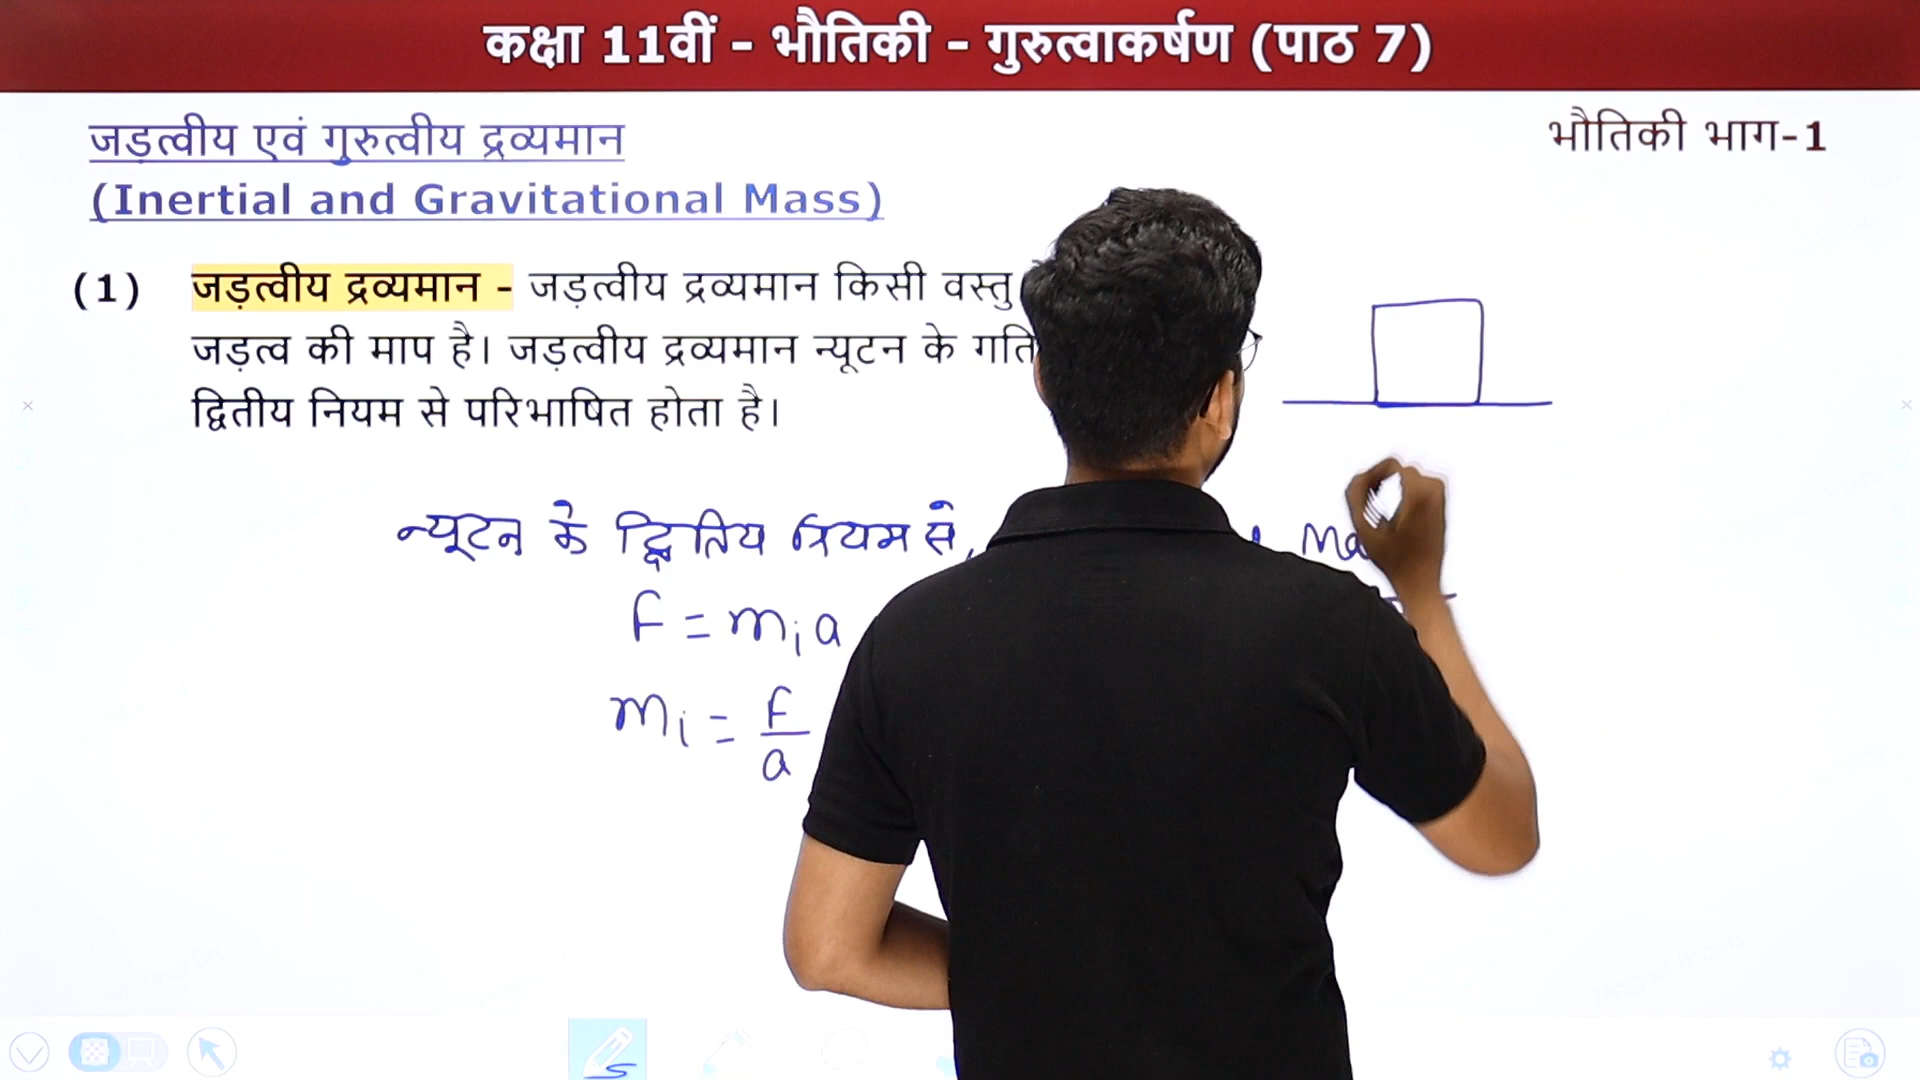 कक्षा 11वीं - भौतिकी - गुरुत्वाकर्षण (पाठ 7)
जड़त्वीय एवं गुरुत्वीय द्रव्यमान
भौतिकी भाग-1
(Inertial and Gravitational Mass)
(1) जड़त्वीय द्रव्यमान - जड़त्वीय द्रव्यमान किसी वस्तु
जड़त्व की माप है। जड़त्वीय द्रव्यमान न्यूटन के गति
द्वितीय नियम से परिभाषित होता है।
न्यूटन के द्वितिय नियम से,
F = mᵢa
mᵢ = F/a